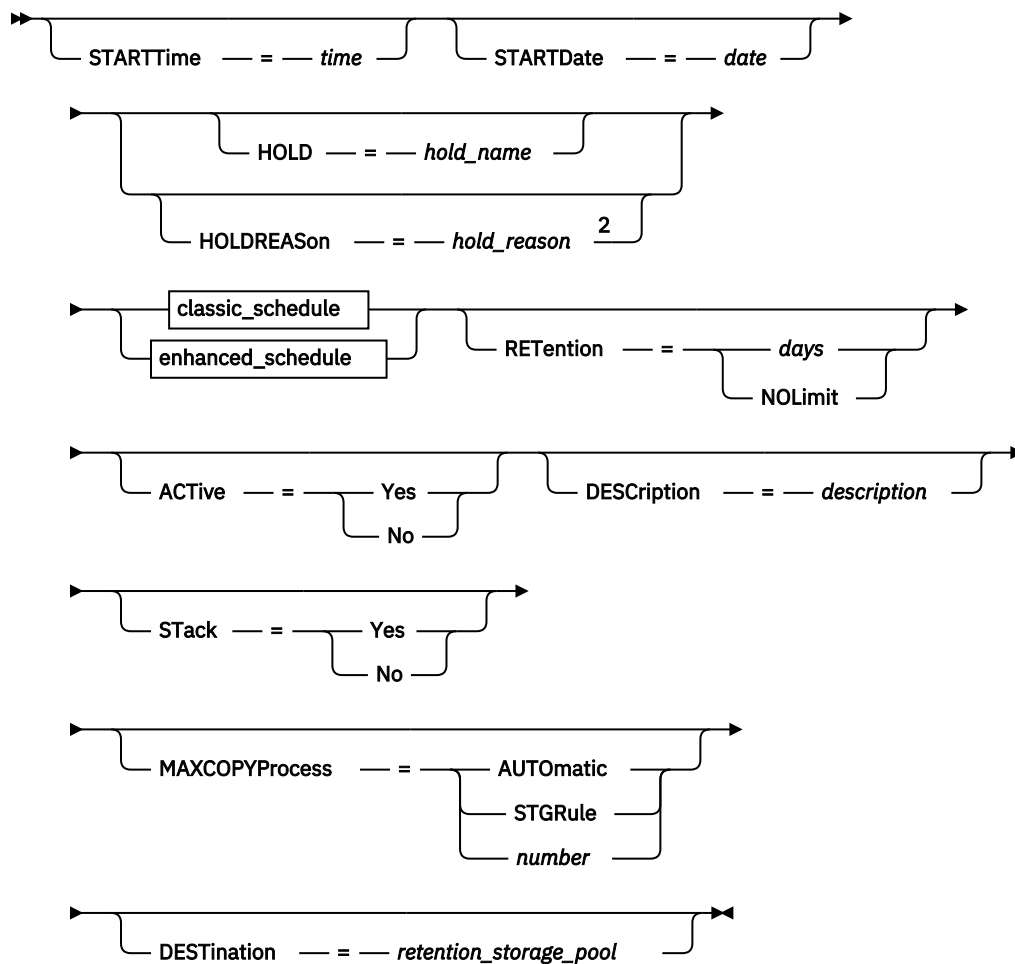 STARTTime = time STARTDate = date
HOLD = hold_name
HOLDREASon = hold_reason 2
classic_schedule
enhanced_schedule
RETention = days
NOLimit
ACTive = Yes
No
DESCription = description
STack = Yes
No
MAXCOPYProcess = AUTOmatic
STGRule
number
DESTination = retention_storage_pool